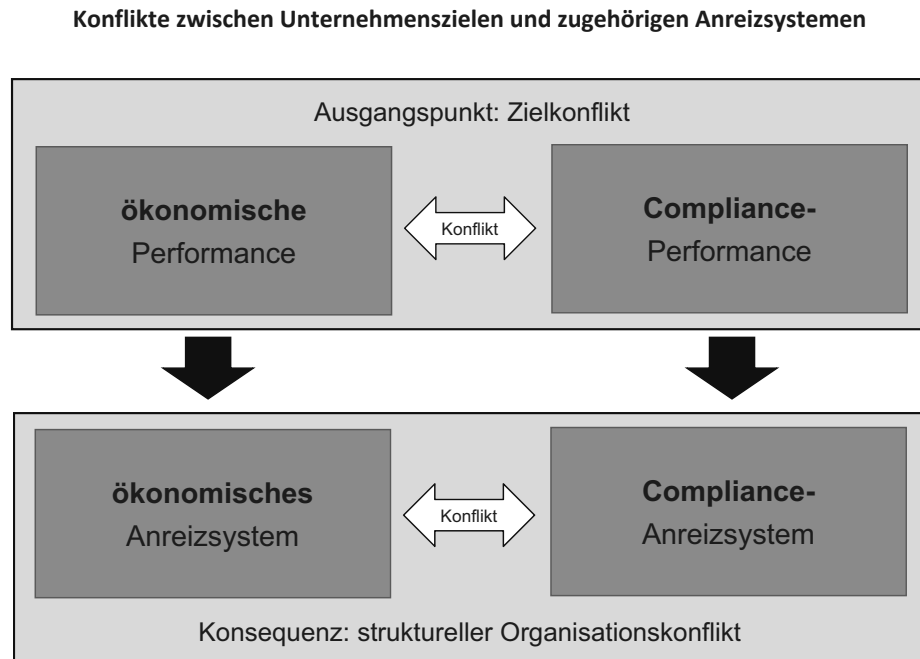 Konflikte zwischen Unternehmenszielen und zugehörigen Anreizsystemen
Ausgangspunkt: Zielkonflikt
ökonomische
Performance
Konflikt
Compliance-
Performance
ökonomisches
Anreizsystem
Konflikt
Compliance-
Anreizsystem
Konsequenz: struktureller Organisationskonflikt